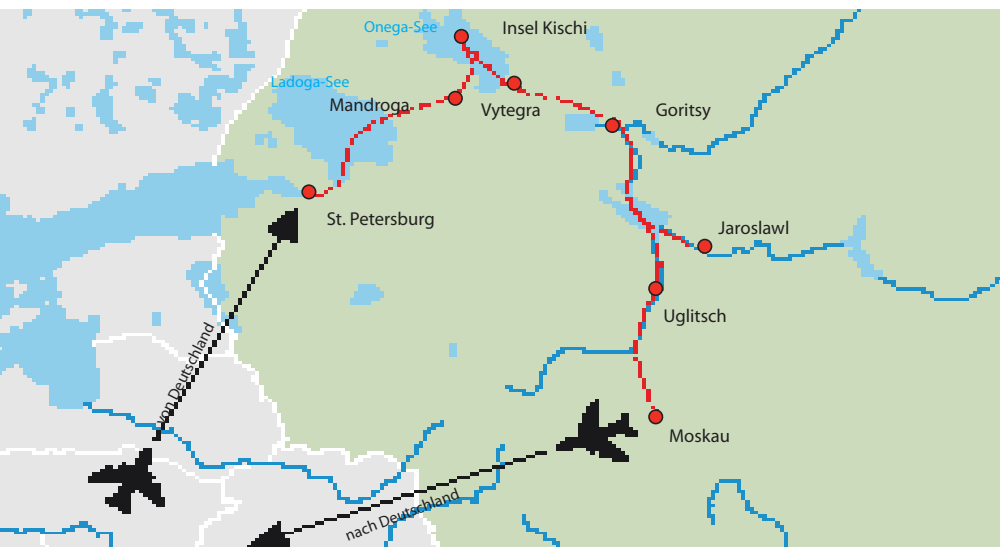 Onega-See
Insel Kischi
Ladoga-See
Mandroga
Vytegra
Goritsy
St. Petersburg
Jaroslawl
Uglitsch
von Deutschland
Moskau
nach Deutschland